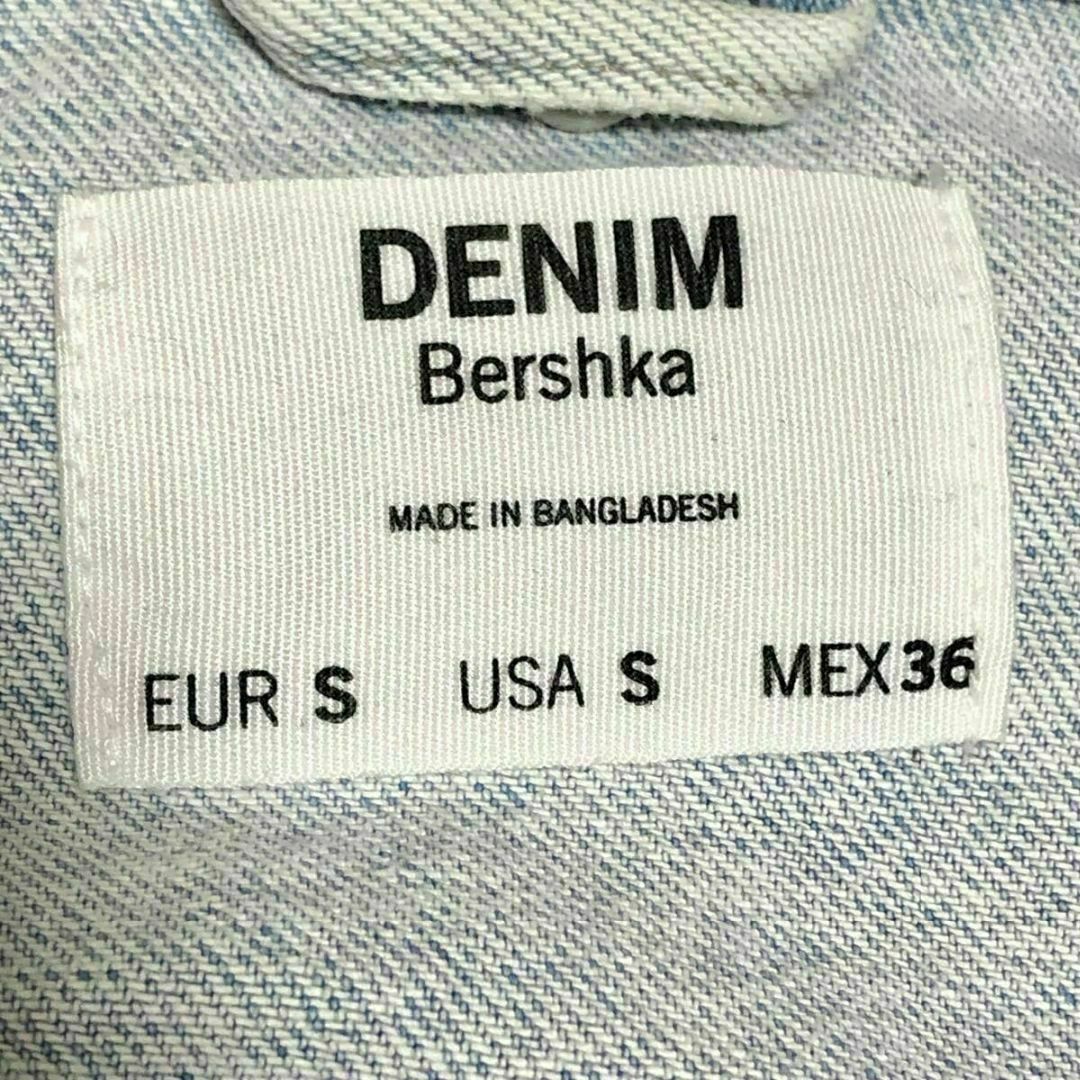 DENIM
Bershka
MADE IN BANGLADESH
EUR S USA S MEX 36